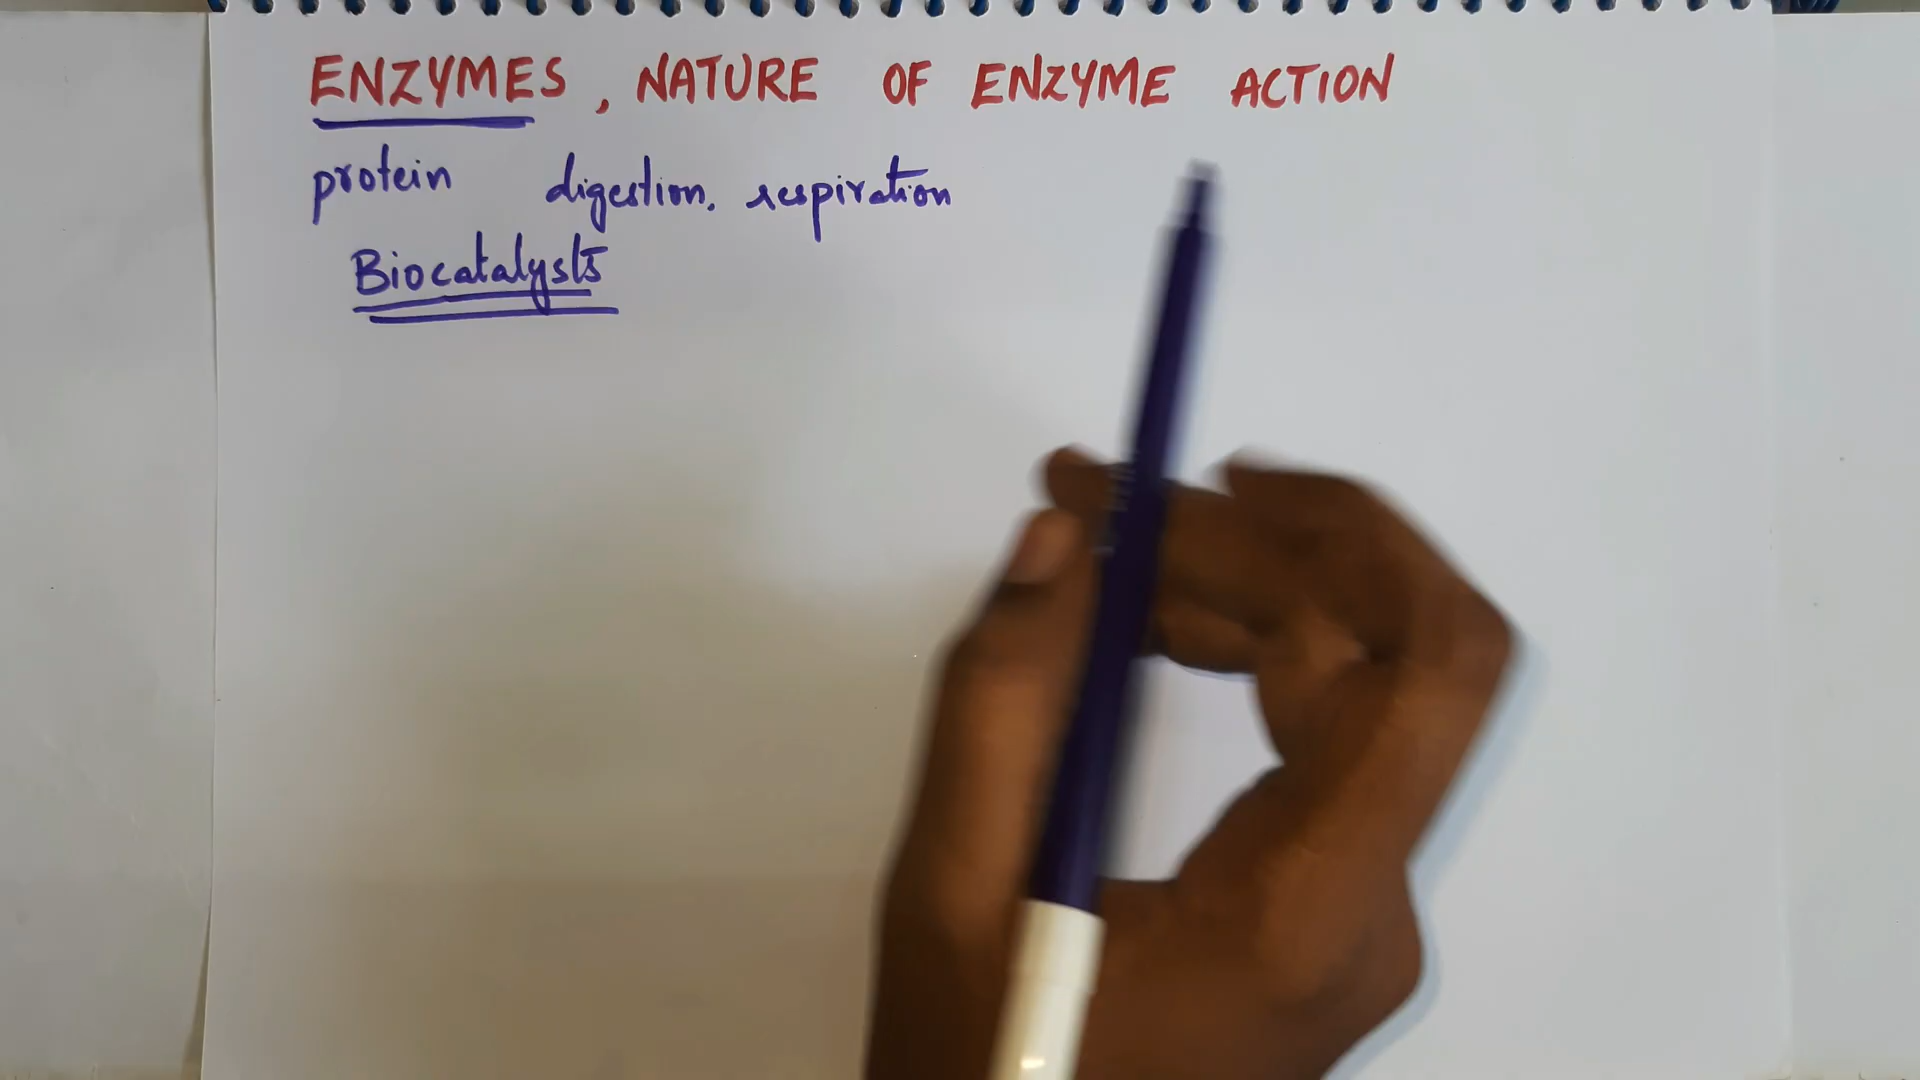 ENZYMES, NATURE OF ENZYME ACTION
protein digestion. respiration
Biocatalysts